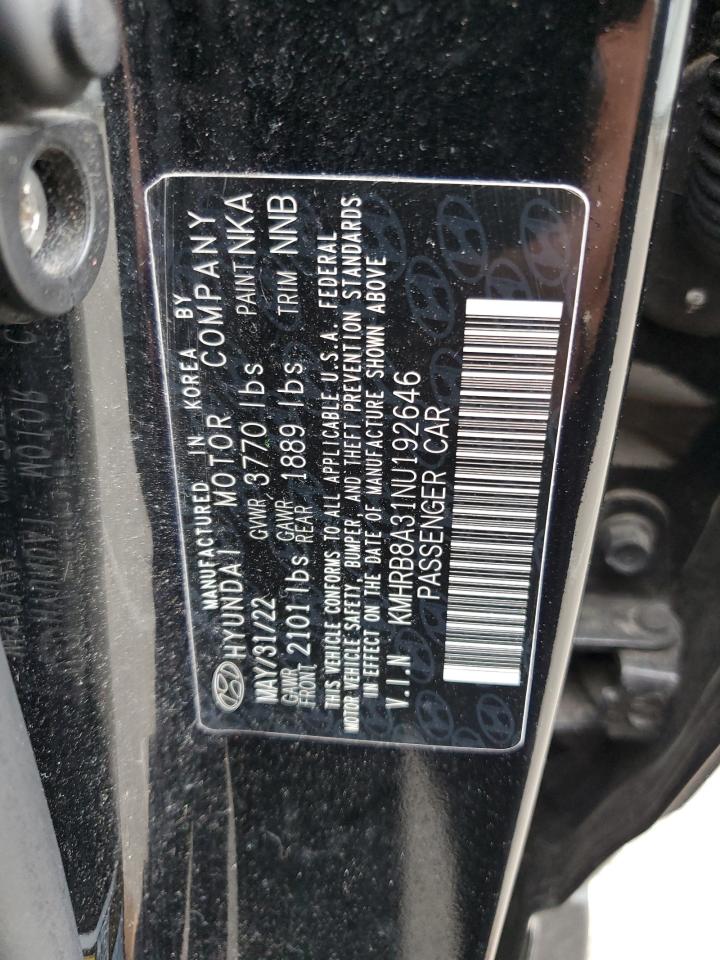 MANUFACTURED IN KOREA BY
HYUNDAI MOTOR COMPANY
MAY/31/22 GVWR 3770 lbs PAINT NKA
GAWR FRONT 2101 lbs GAWR REAR 1889 lbs TRIM NNB
THIS VEHICLE CONFORMS TO ALL APPLICABLE U.S.A. FEDERAL
MOTOR VEHICLE SAFETY, BUMPER, AND THEFT PREVENTION STANDARDS
IN EFFECT ON THE DATE OF MANUFACTURE SHOWN ABOVE
V.I.N KMHRB8A31NU192646
PASSENGER CAR